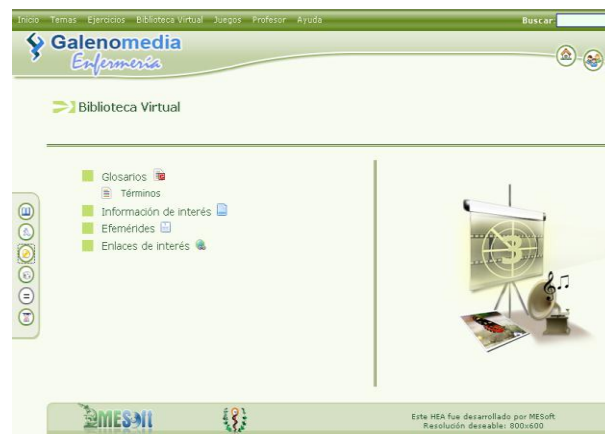 Inicio Temas Ejercicios Biblioteca Virtual Juegos Profesor Ayuda Buscar
Galenomedia
Enfermería
Biblioteca Virtual
Glosarios
Términos
Información de interés
Efemérides
Enlaces de interés
3
MESoft
Este HEA fue desarrollado por MESoft
Resolución deseable: 800x600